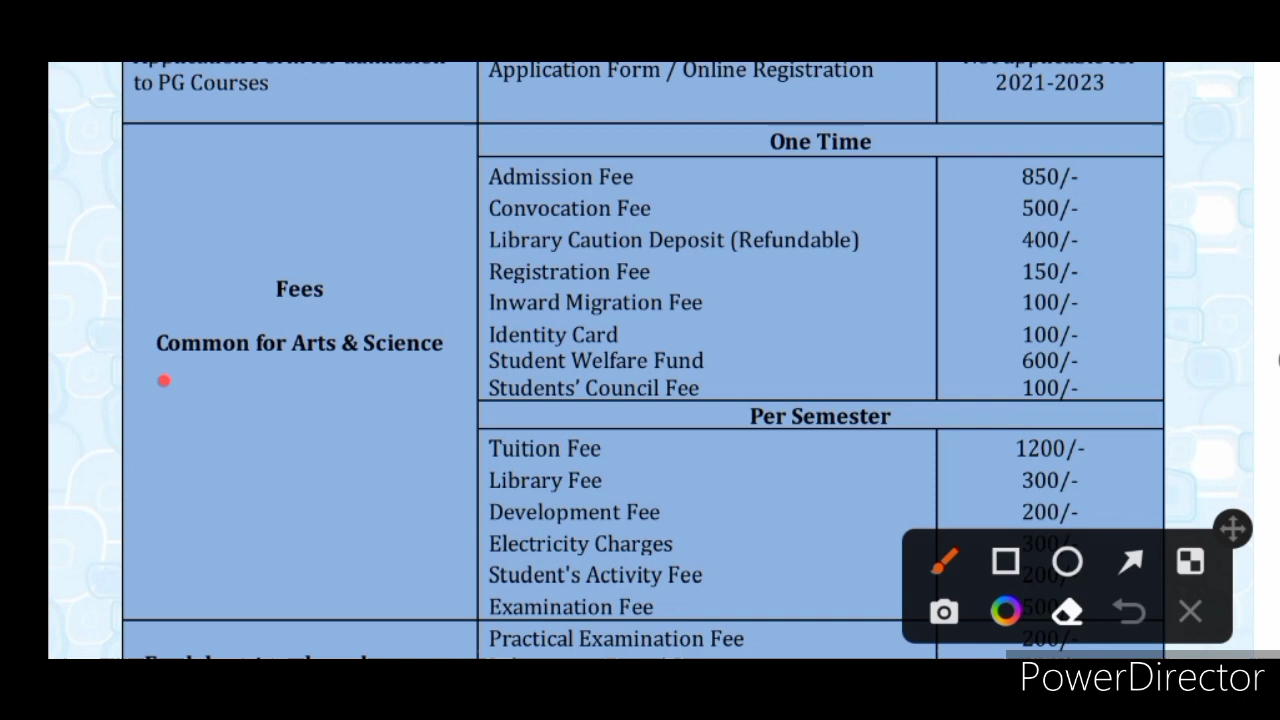 to PG Courses
Application Form / Online Registration
2021-2023
One Time
Fees
Common for Arts & Science
Admission Fee 850/-
Convocation Fee 500/-
Library Caution Deposit (Refundable) 400/-
Registration Fee 150/-
Inward Migration Fee 100/-
Identity Card 100/-
Student Welfare Fund 600/-
Students' Council Fee 100/-
Per Semester
Tuition Fee 1200/-
Library Fee 300/-
Development Fee 200/-
Electricity Charges 300/-
Student's Activity Fee 200/-
Examination Fee
Practical Examination Fee 200/-
PowerDirector